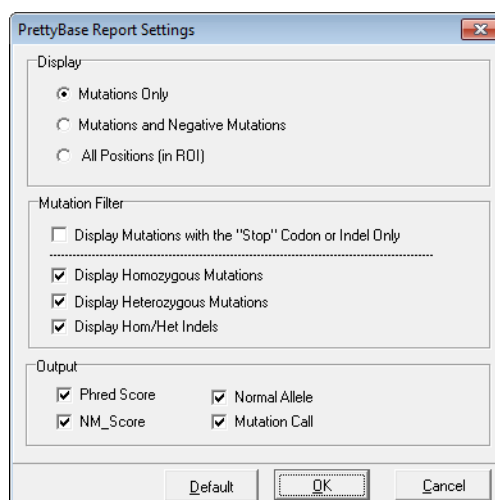 PrettyBase Report Settings
Display
Mutations Only
Mutations and Negative Mutations
All Positions (in ROI)
Mutation Filter
Display Mutations with the "Stop" Codon or Indel Only
Display Homozygous Mutations
Display Heterozygous Mutations
Display Hom/Het Indels
Output
Phred Score Normal Allele
NM_Score Mutation Call
Default OK Cancel